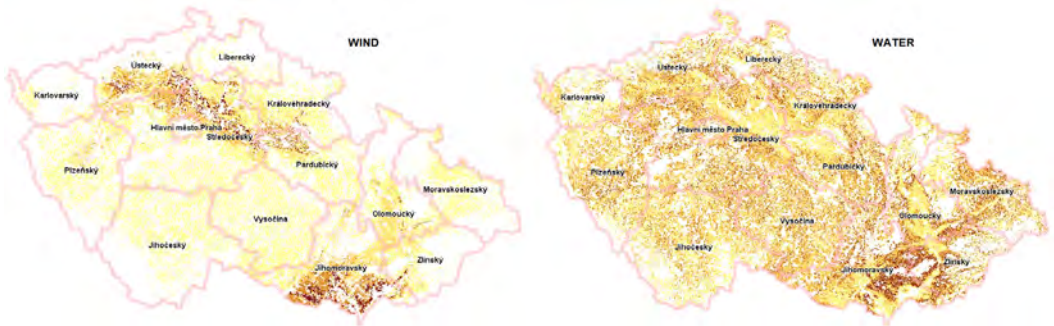 WIND
Liberecký
Ústecký
Karlovarský
Královehradecký
Hlavní město Praha
Středočeský
Plzeňský
Pardubický
Moravskoslezský
Olomoucký
Vysočina
Jihočeský
Zlínský
Jihomoravský
WATER
Liberecký
Ústecký
Karlovarský
Královehradecký
Hlavní město Praha
Středočeský
Plzeňský
Pardubický
Moravskoslezský
Olomoucký
Vysočina
Jihočeský
Zlínský
Jihomoravský